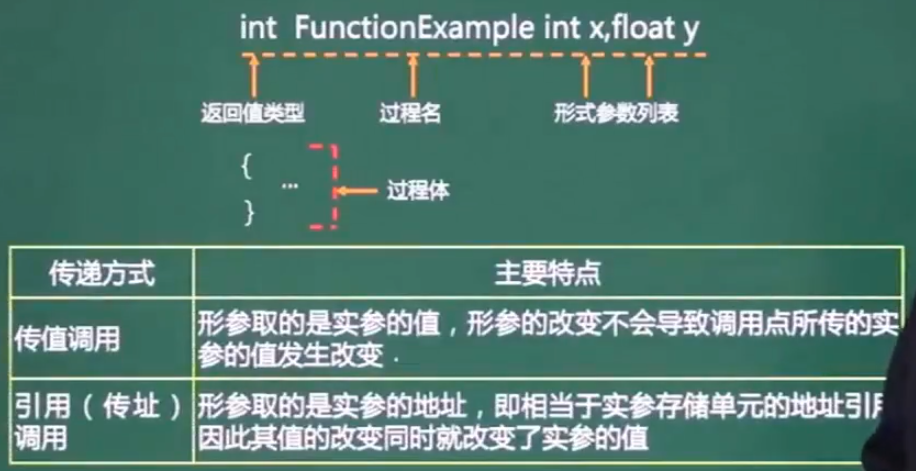 int FunctionExample int x,float y
返回值类型 过程名 形式参数列表
{
...
过程体
}
传递方式 主要特点
传值调用 形参取的是实参的值，形参的改变不会导致调用点所传的实
参的值发生改变．
引用（传址） 形参取的是实参的地址，即相当于实参存储单元的地址引
调用 因此其值的改变同时就改变了实参的值